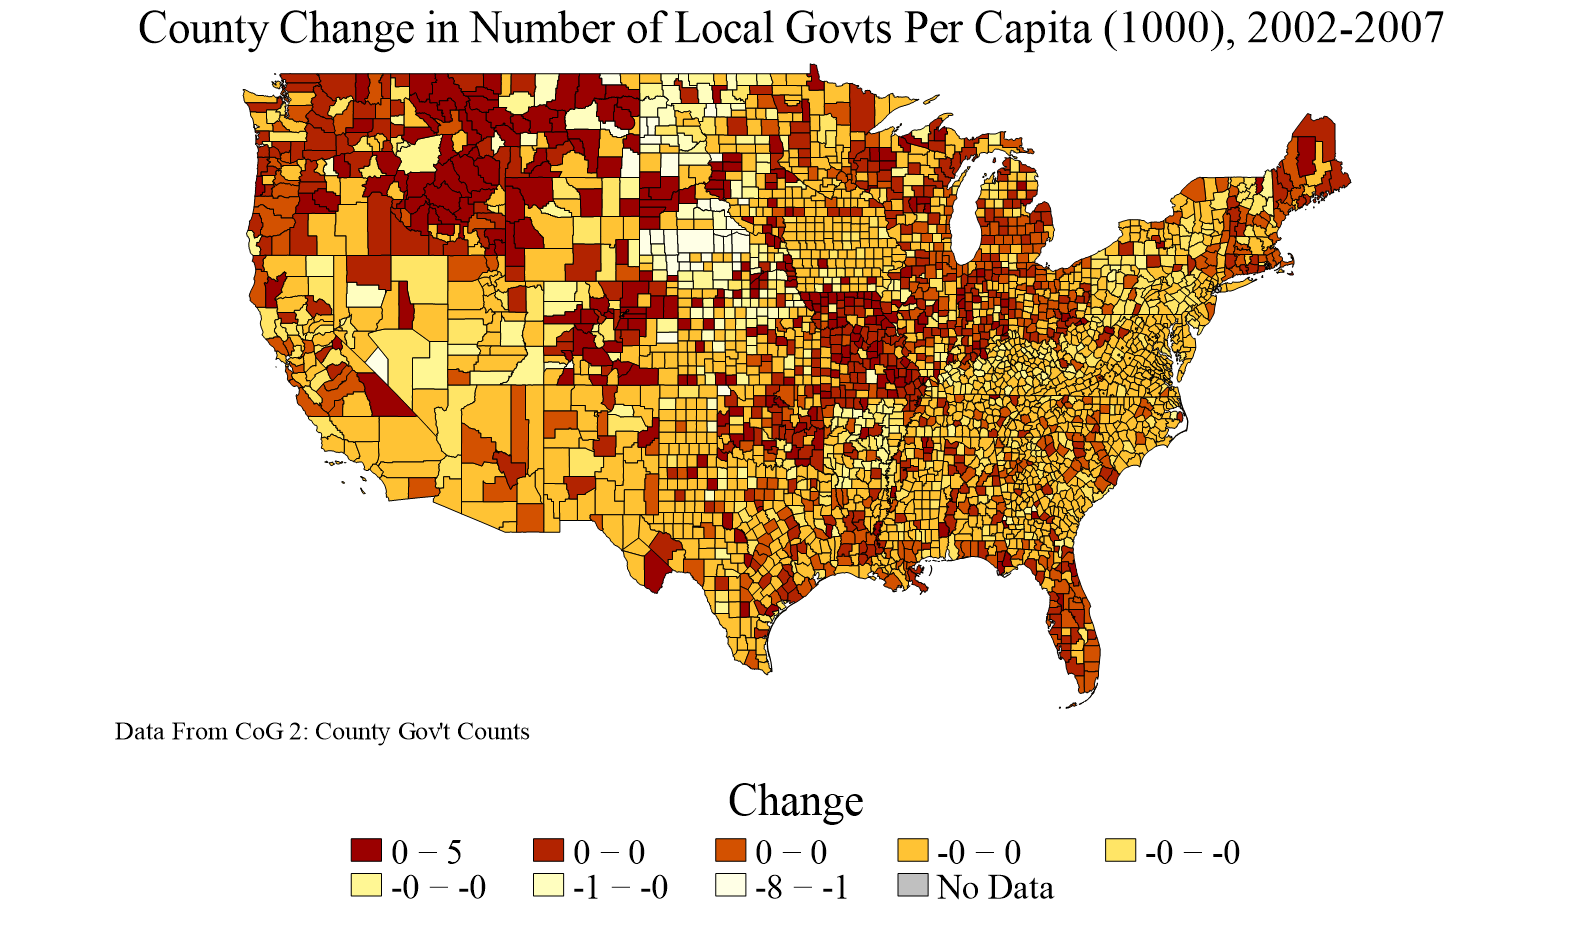 County Change in Number of Local Govts Per Capita (1000), 2002-2007
Data From CoG 2: County Gov't Counts
Change
0 − 5 0 − 0 0 − 0 -0 − 0 -0 − -0
-0 − -0 -1 − -0 -8 − -1 No Data